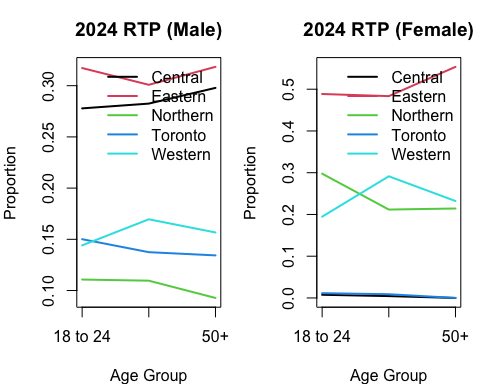 2024 RTP (Male)
Proportion
0.30
0.25
0.20
0.15
0.10
Central
Eastern
Northern
Toronto
Western
18 to 24
50+
Age Group
2024 RTP (Female)
Proportion
0.5
0.4
0.3
0.2
0.1
0.0
Central
Eastern
Northern
Toronto
Western
18 to 24
50+
Age Group